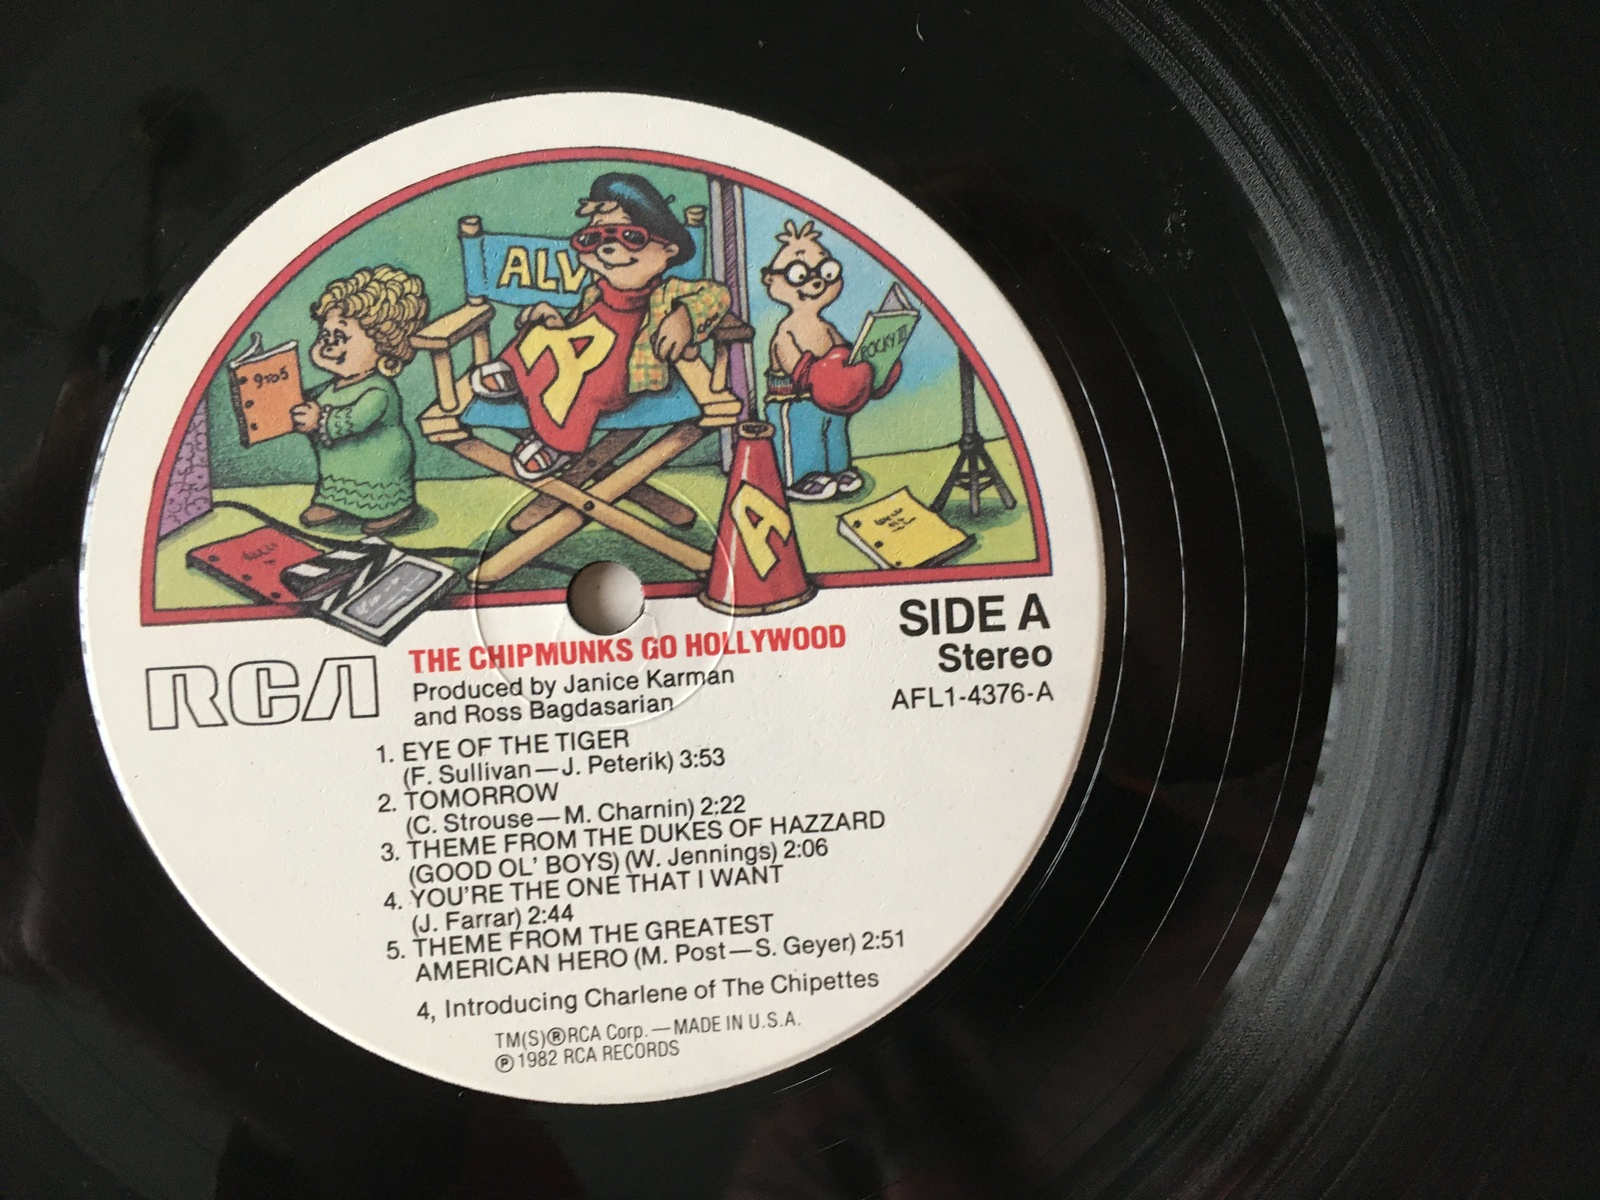 ALV
9 TO 5
ROCKY III
A
A
RCA
THE CHIPMUNKS GO HOLLYWOOD
Produced by Janice Karman
and Ross Bagdasarian
SIDE A
Stereo
AFL1-4376-A
1. EYE OF THE TIGER
(F. Sullivan—J. Peterik) 3:53
2. TOMORROW
(C. Strouse—M. Charnin) 2:22
3. THEME FROM THE DUKES OF HAZZARD
(GOOD OL' BOYS) (W. Jennings) 2:06
4. YOU'RE THE ONE THAT I WANT
(J. Farrar) 2:44
5. THEME FROM THE GREATEST
AMERICAN HERO (M. Post—S. Geyer) 2:51
4, Introducing Charlene of The Chipettes
TM(S)®RCA Corp.—MADE IN U.S.A.
℗1982 RCA RECORDS